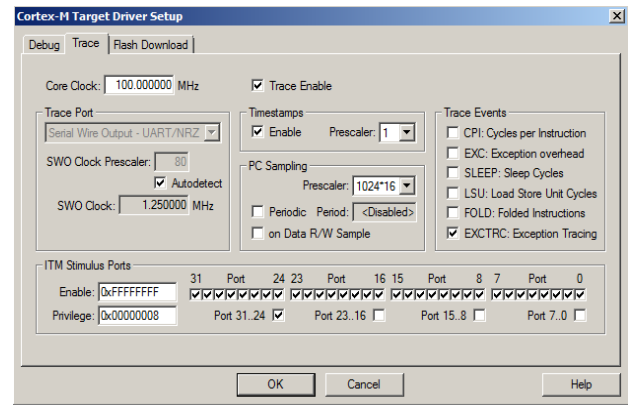 Cortex-M Target Driver Setup
Debug Trace Flash Download
Core Clock: 100.000000 MHz Trace Enable
Trace Port
Serial Wire Output - UART/NRZ
SWO Clock Prescaler: 80
Autodetect
SWO Clock: 1.250000 MHz
Timestamps
Enable Prescaler: 1
PC Sampling
Prescaler: 1024*16
Periodic Period: <Disabled>
on Data R/W Sample
Trace Events
CPI: Cycles per Instruction
EXC: Exception overhead
SLEEP: Sleep Cycles
LSU: Load Store Unit Cycles
FOLD: Folded Instructions
EXCTRC: Exception Tracing
ITM Stimulus Ports
31 Port 24 23 Port 16 15 Port 8 7 Port 0
Enable: 0xFFFFFFFF
Privilege: 0x00000008 Port 31..24 Port 23..16 Port 15..8 Port 7..0
OK Cancel Help